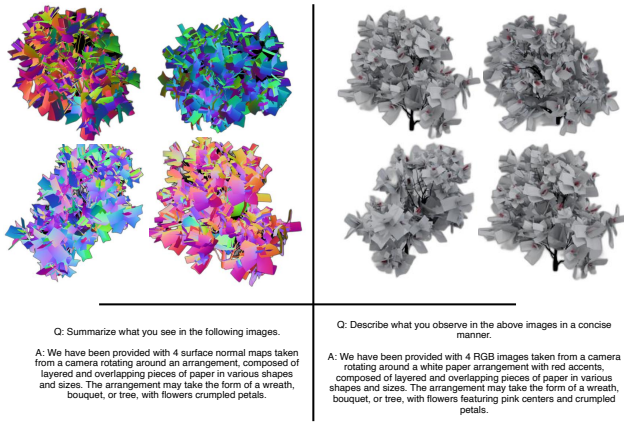 Q: Summarize what you see in the following images.
A: We have been provided with 4 surface normal maps taken
from a camera rotating around an arrangement, composed of
layered and overlapping pieces of paper in various shapes
and sizes. The arrangement may take the form of a wreath,
bouquet, or tree, with flowers crumpled petals.
Q: Describe what you observe in the above images in a concise
manner.
A: We have been provided with 4 RGB images taken from a camera
rotating around a white paper arrangement with red accents,
composed of layered and overlapping pieces of paper in various
shapes and sizes. The arrangement may take the form of a wreath,
bouquet, or tree, with flowers featuring pink centers and crumpled
petals.